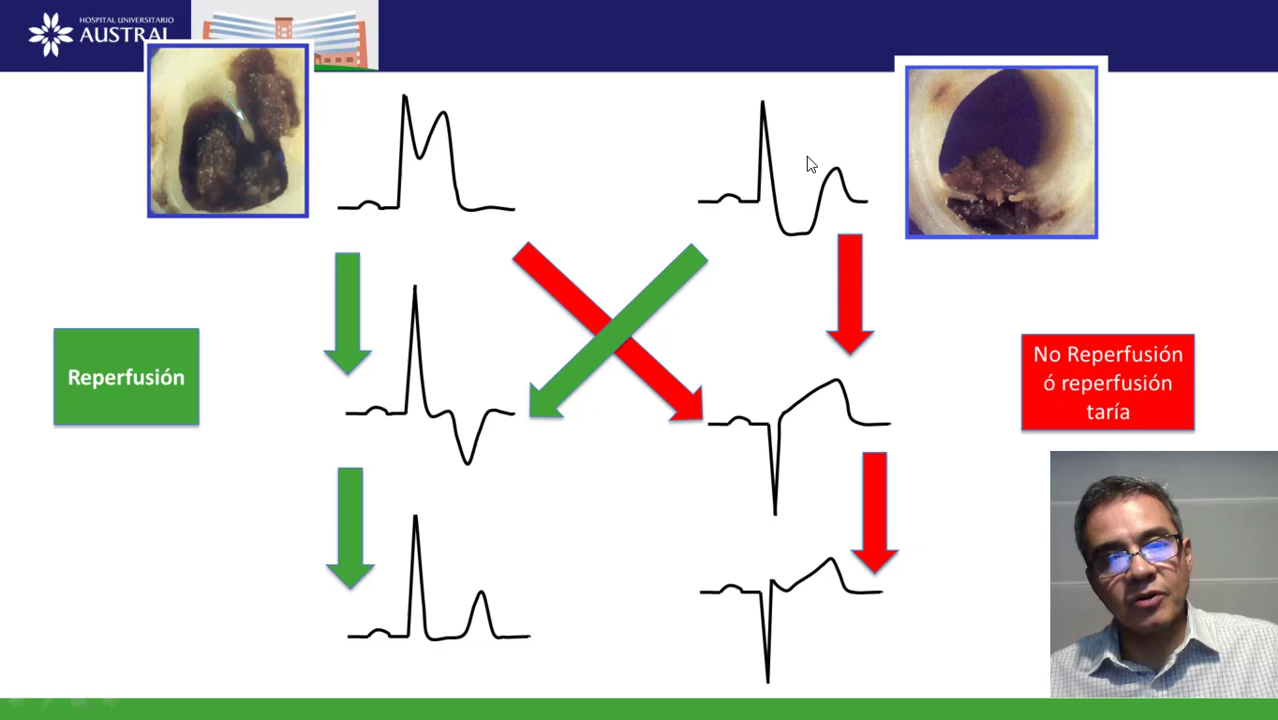 HOSPITAL UNIVERSITARIO
AUSTRAL
Reperfusión
No Reperfusión
ó reperfusión
taría